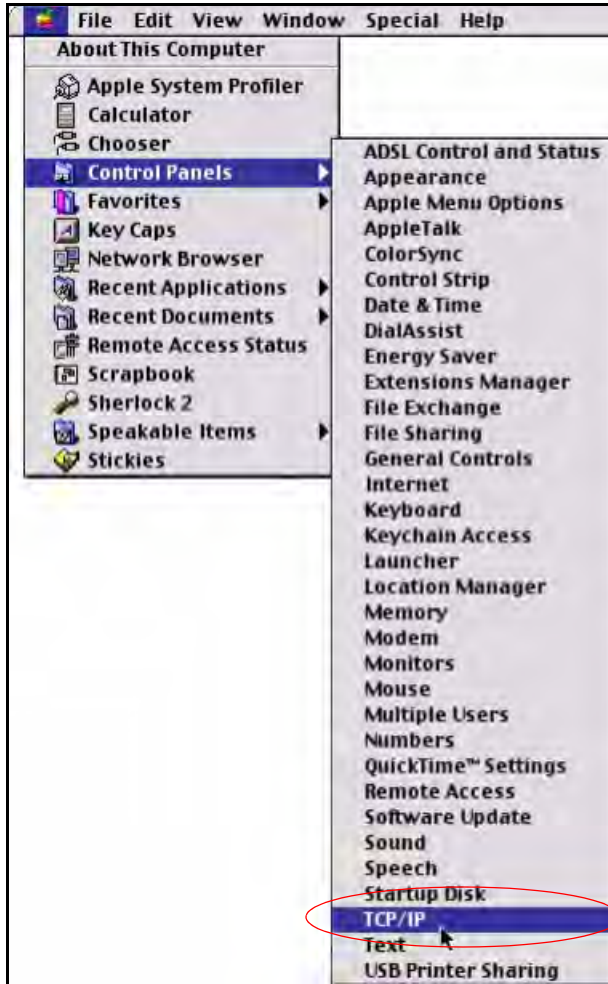 File Edit View Window Special Help
About This Computer
Apple System Profiler
Calculator
Chooser
Control Panels
Favorites
Key Caps
Network Browser
Recent Applications
Recent Documents
Remote Access Status
Scrapbook
Sherlock 2
Speakable Items
Stickies
ADSL Control and Status
Appearance
Apple Menu Options
AppleTalk
ColorSync
Control Strip
Date & Time
DialAssist
Energy Saver
Extensions Manager
File Exchange
File Sharing
General Controls
Internet
Keyboard
Keychain Access
Launcher
Location Manager
Memory
Modem
Monitors
Mouse
Multiple Users
Numbers
QuickTime™ Settings
Remote Access
Software Update
Sound
Speech
Startup Disk
TCP/IP
Text
USB Printer Sharing